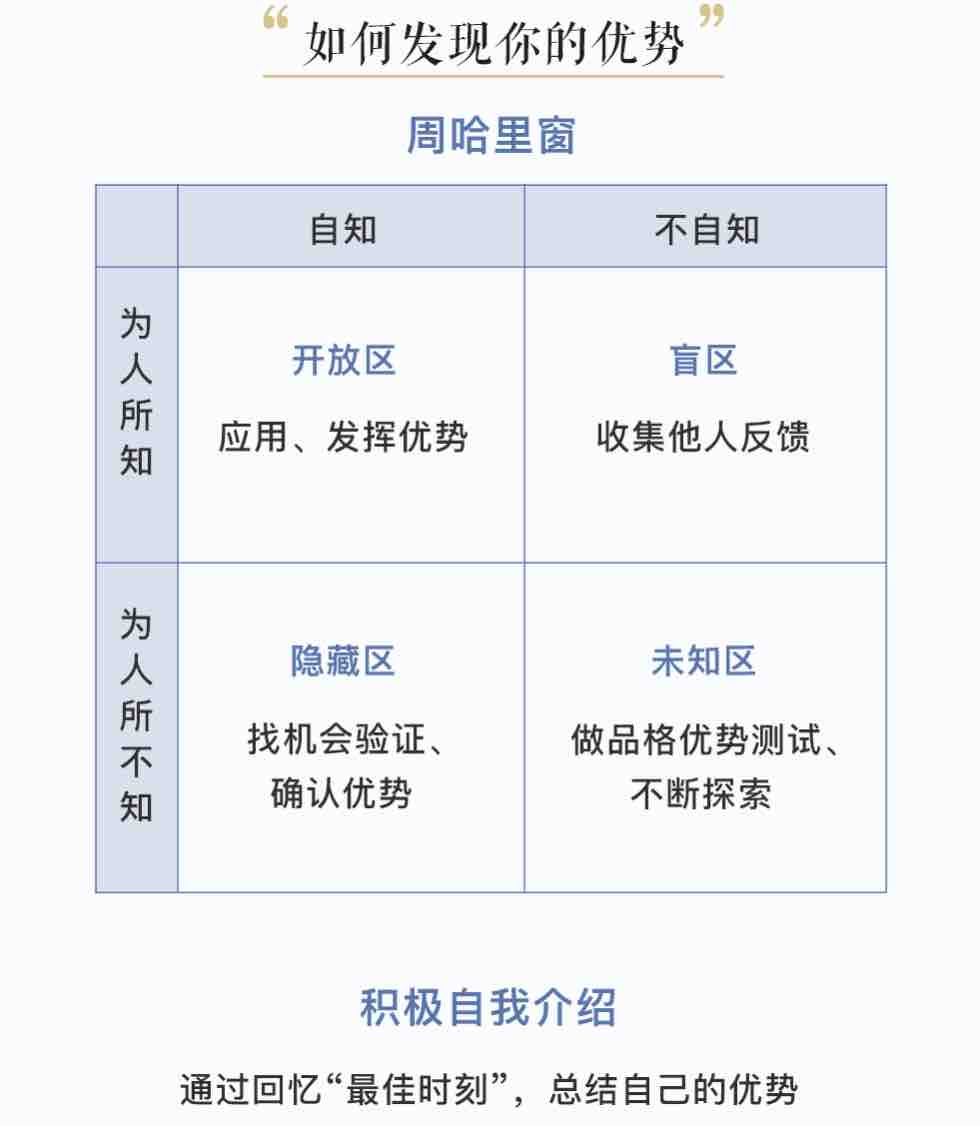 “如何发现你的优势”
周哈里窗
自知 不自知
为人所知
开放区 盲区
应用、发挥优势 收集他人反馈
为人所不知
隐藏区 未知区
找机会验证、 做品格优势测试、
确认优势 不断探索
积极自我介绍
通过回忆“最佳时刻”，总结自己的优势